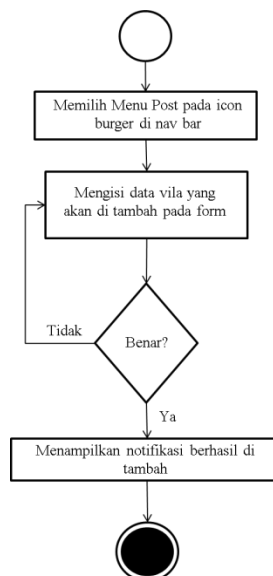 Memilih Menu Post pada icon
burger di nav bar
Mengisi data vila yang
akan di tambah pada form
Tidak
Benar?
Ya
Menampilkan notifikasi berhasil di
tambah